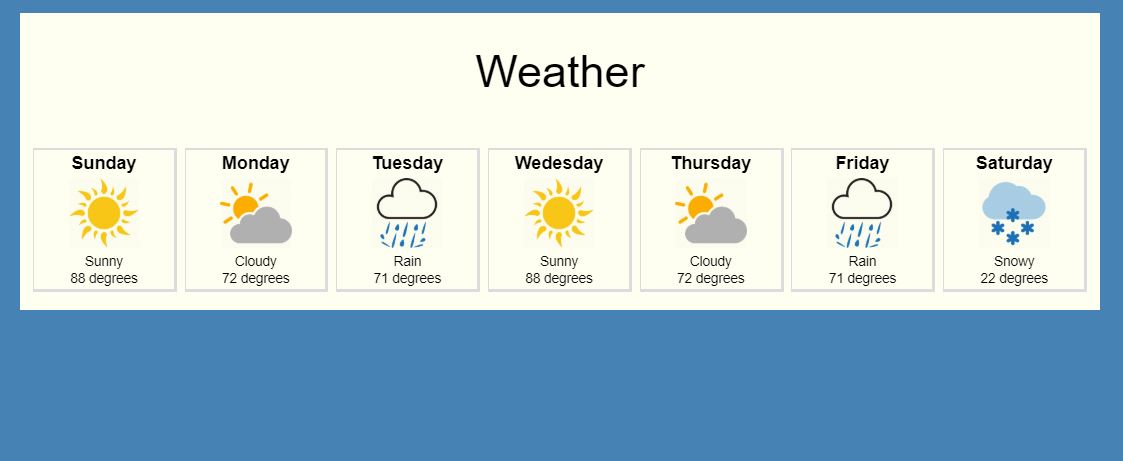 Weather
Sunday
Sunny
88 degrees
Monday
Cloudy
72 degrees
Tuesday
Rain
71 degrees
Wedesday
Sunny
88 degrees
Thursday
Cloudy
72 degrees
Friday
Rain
71 degrees
Saturday
Snowy
22 degrees